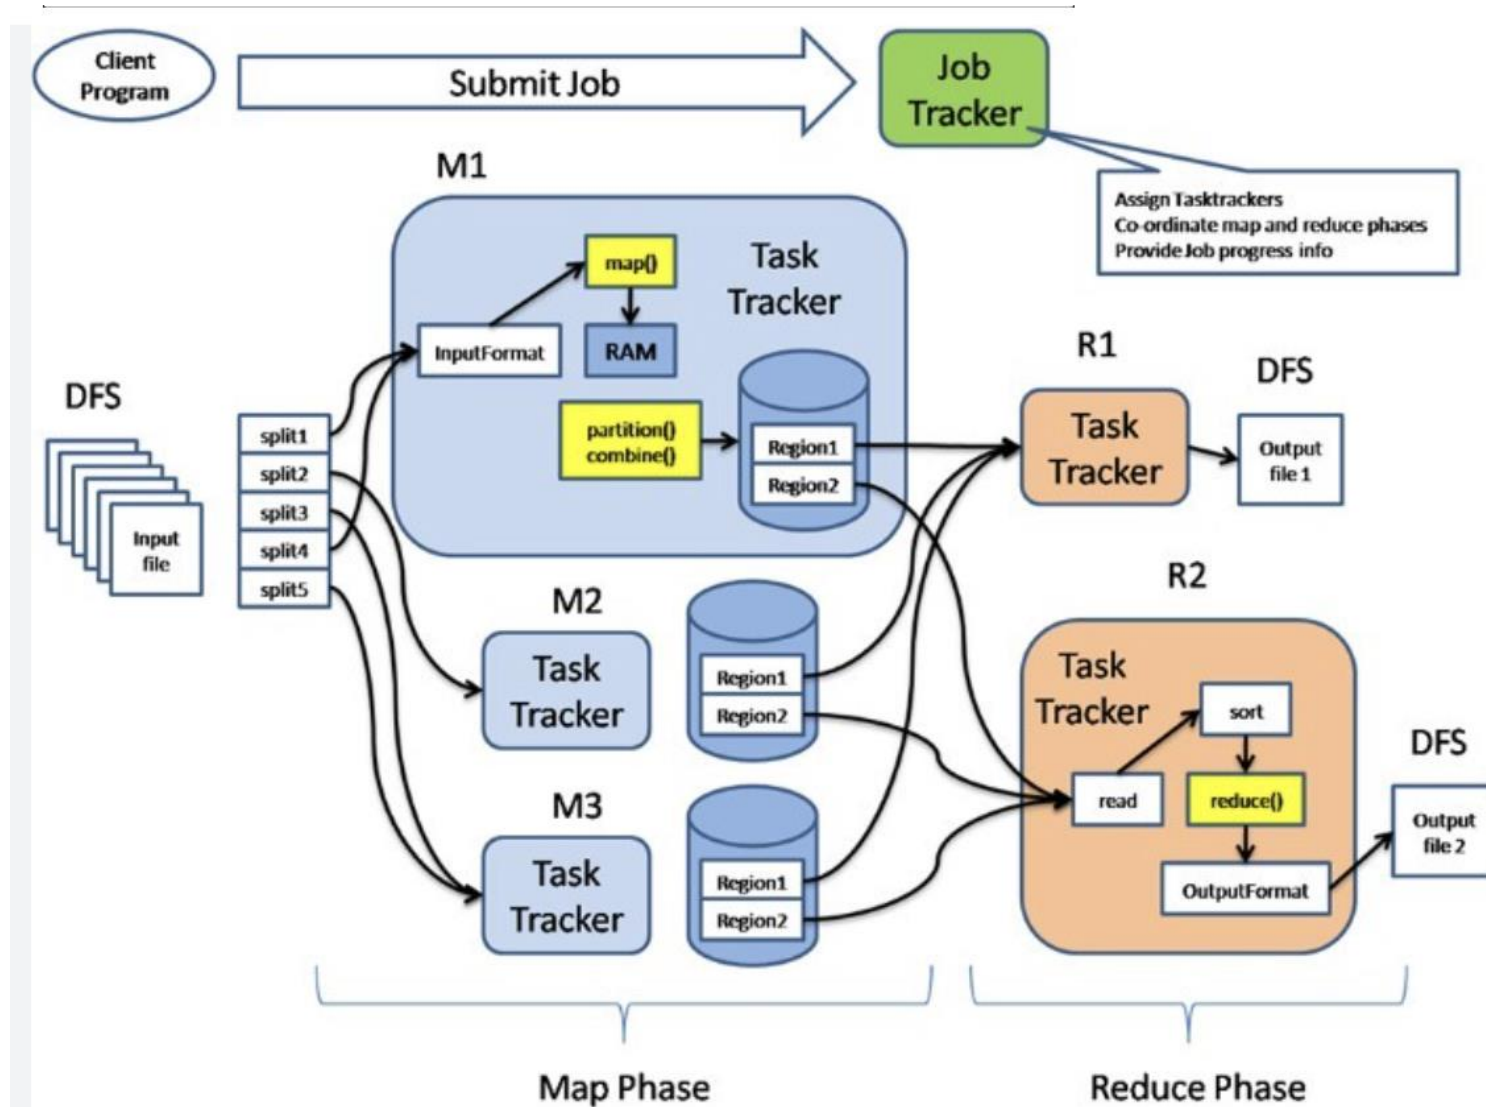 Client
Program
Submit Job
Job
Tracker
Assign Tasktrackers
Co-ordinate map and reduce phases
Provide Job progress info
M1
Task
Tracker
map()
InputFormat
RAM
partition()
combine()
Region1
Region2
DFS
Input
file
split1
split2
split3
split4
split5
M2
Task
Tracker
Region1
Region2
M3
Task
Tracker
Region1
Region2
R1
Task
Tracker
DFS
Output
file 1
R2
Task
Tracker
sort
read
reduce()
OutputFormat
DFS
Output
file 2
Map Phase
Reduce Phase